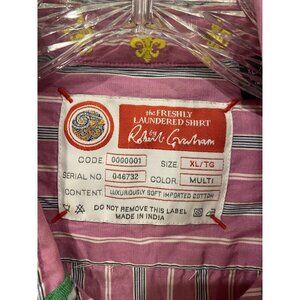 the FRESHLY
LAUNDERED SHIRT
by
Robert Graham
CODE 0000001 SIZE XL/TG
SERIAL NO 046732 COLOR MULTI
CONTENT LUXURIOUSLY SOFT IMPORTED COTTON
DO NOT REMOVE THIS LABEL
MADE IN INDIA